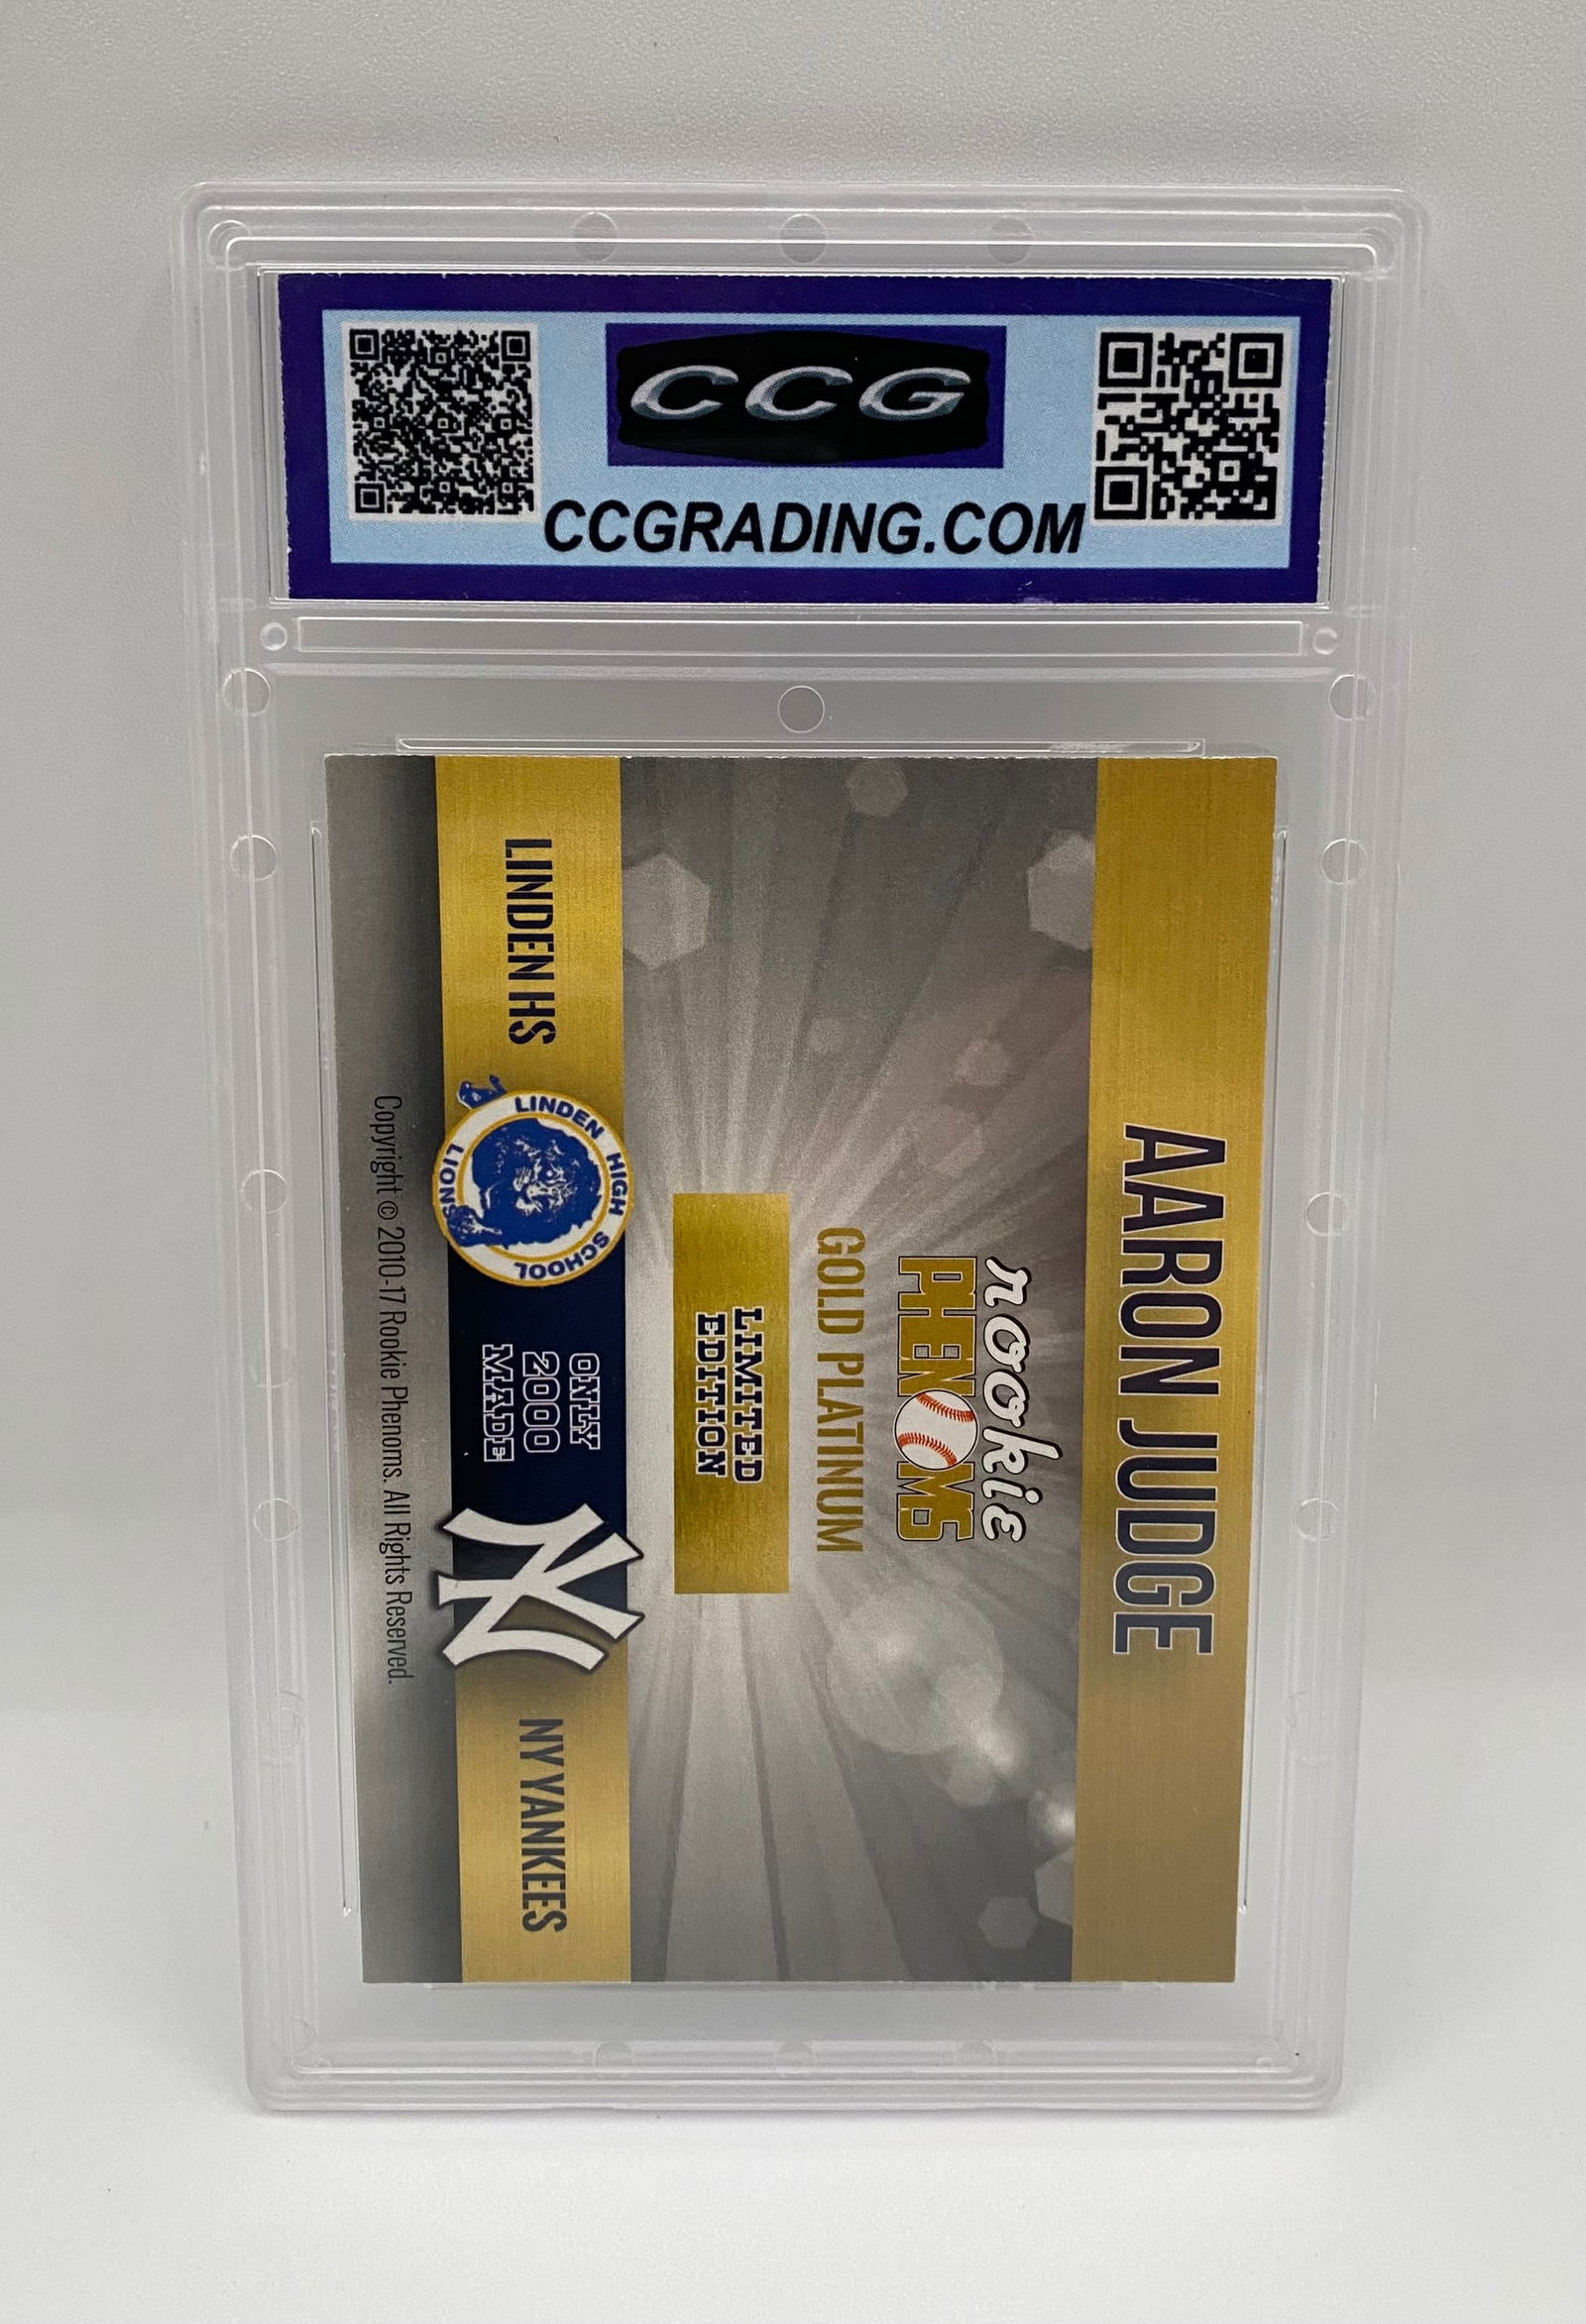 CCG
CCGRADING.COM
AARON JUDGE
rookie
PHENOMS
GOLD PLATINUM
LIMITED
EDITION
LINDEN HS
LINDEN HIGH SCHOOL
LIONS
ONLY
2000
MADE
NY
NY YANKEES
Copyright © 2010-17 Rookie Phenoms. All Rights Reserved.